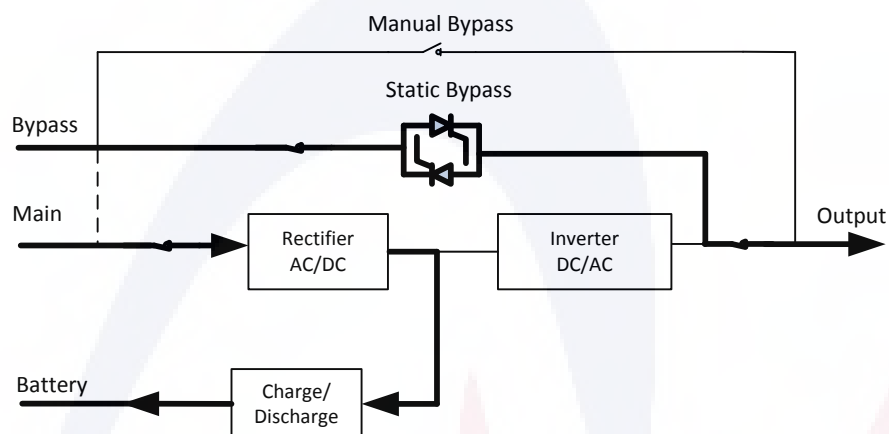 Manual Bypass
Static Bypass
Bypass
Main
Rectifier
AC/DC
Inverter
DC/AC
Output
Battery
Charge/
Discharge